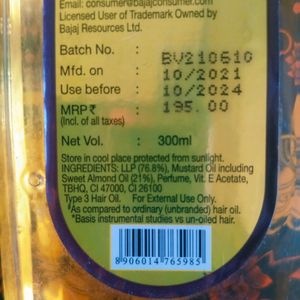 Email: consumer@bajajconsumer.com
Licensed User of Trademark Owned by
Bajaj Resources Ltd.
Batch No. : BV210610
Mfd. on : 10/2021
Use before : 10/2024
MRP₹ : 195.00
(Incl. of all taxes)
Net Vol. : 300ml
Store in cool place protected from sunlight.
INGREDIENTS: LLP (76.8%), Mustard Oil including
Sweet Almond Oil (21%), Perfume, Vit. E Acetate,
TBHQ, CI 47000, CI 26100
Type 3 Hair Oil. For External Use Only.
As compared to ordinary (unbranded) hair oil.
*Basis instrumental studies vs un-oiled hair.
8906014765985